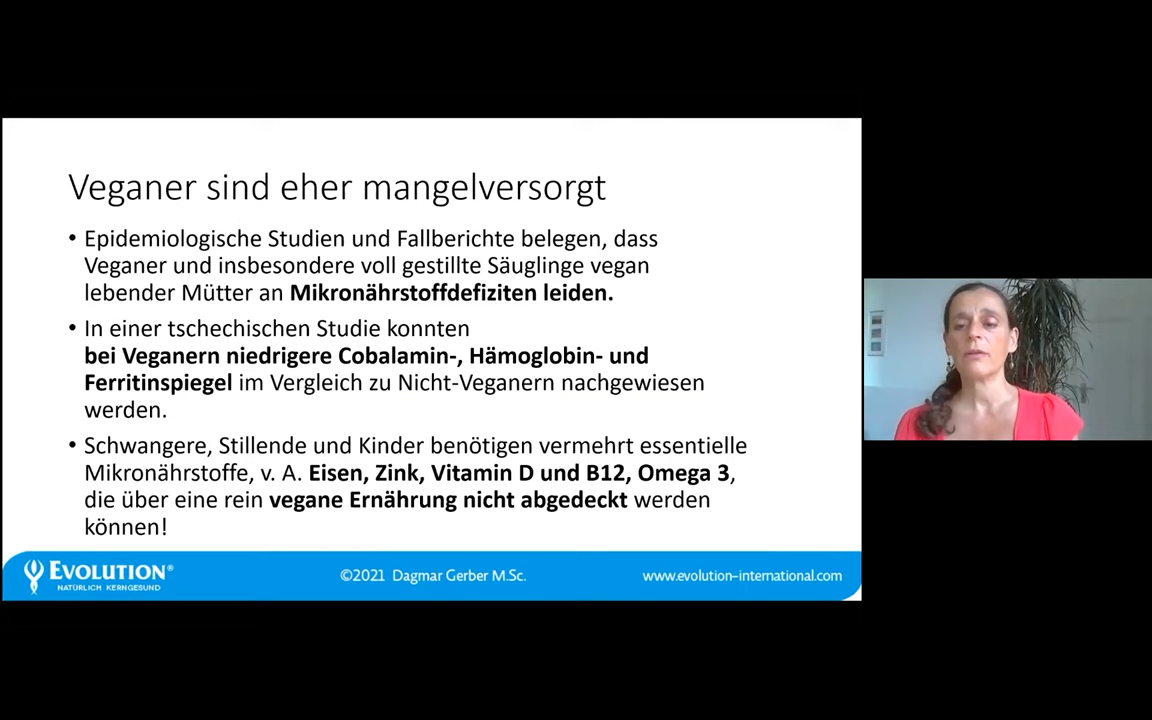 Veganer sind eher mangelversorgt
• Epidemiologische Studien und Fallberichte belegen, dass
Veganer und insbesondere voll gestillte Säuglinge vegan
lebender Mütter an Mikronährstoffdefiziten leiden.
• In einer tschechischen Studie konnten
bei Veganern niedrigere Cobalamin-, Hämoglobin- und
Ferritinspiegel im Vergleich zu Nicht-Veganern nachgewiesen
werden.
• Schwangere, Stillende und Kinder benötigen vermehrt essentielle
Mikronährstoffe, v. A. Eisen, Zink, Vitamin D und B12, Omega 3,
die über eine rein vegane Ernährung nicht abgedeckt werden
können!
EVOLUTION®
NATÜRLICH KERNGESUND
©2021 Dagmar Gerber M.Sc.
www.evolution-international.com